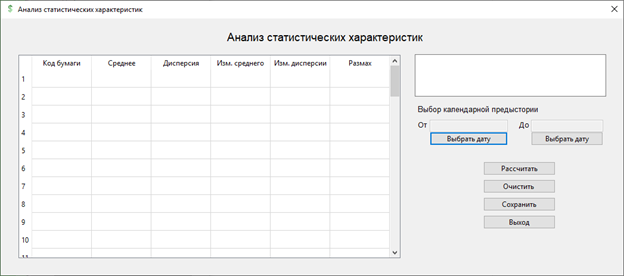 $ Анализ статистических характеристик
Анализ статистических характеристик
Код бумаги Среднее Дисперсия Изм. среднего Изм. дисперсии Размах
1
2
3
4
5
6
7
8
9
10
11
Выбор календарной предыстории
От До
Выбрать дату Выбрать дату
Рассчитать
Очистить
Сохранить
Выход